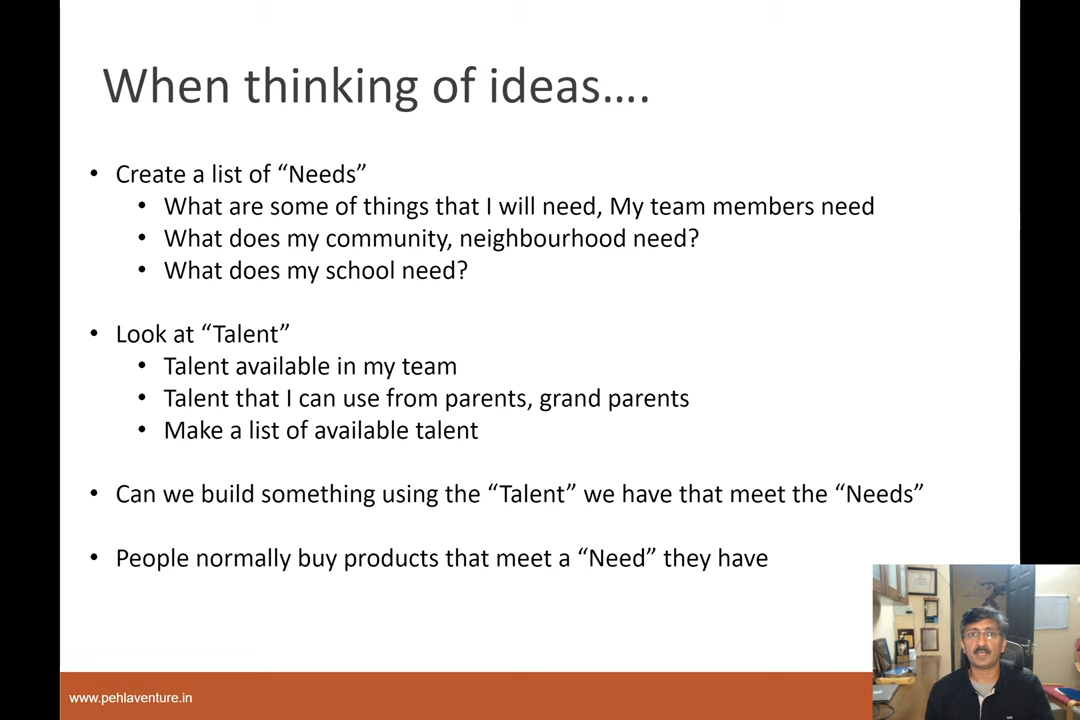 When thinking of ideas….
• Create a list of “Needs”
• What are some of things that I will need, My team members need
• What does my community, neighbourhood need?
• What does my school need?
• Look at “Talent”
• Talent available in my team
• Talent that I can use from parents, grand parents
• Make a list of available talent
• Can we build something using the “Talent” we have that meet the “Needs”
• People normally buy products that meet a “Need” they have
www.pehlaventure.in